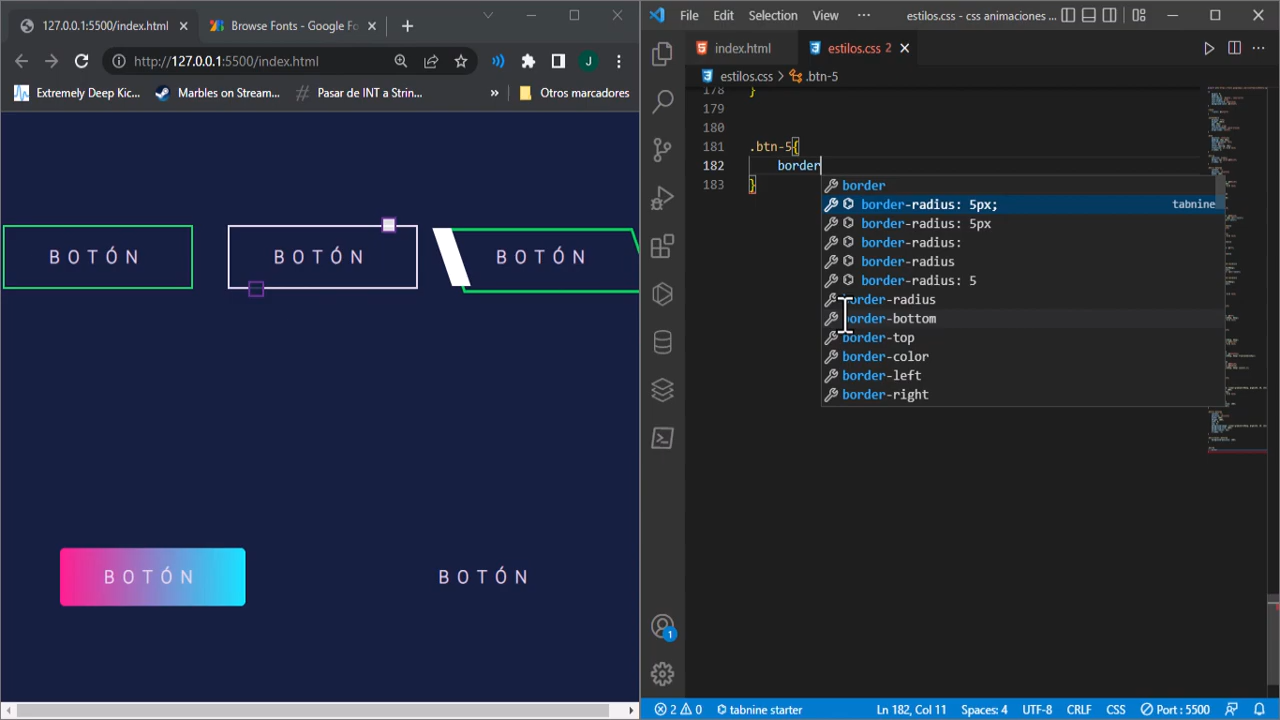 127.0.0.1:5500/index.html
Browse Fonts - Google Fo
http://127.0.0.1:5500/index.html
J
Extremely Deep Kic...
Marbles on Stream...
Pasar de INT a Strin...
»
Otros marcadores
BOTÓN
BOTÓN
BOTÓN
BOTÓN
BOTÓN
File Edit Selection View ···
estilos.css - css animaciones ...
index.html
estilos.css 2
estilos.css > .btn-5
178 }
179
180
181 .btn-5{
182 border
183 }
border
border-radius: 5px; tabnine
border-radius: 5px
border-radius:
border-radius
border-radius: 5
border-radius
border-bottom
border-top
border-color
border-left
border-right
1
2 0 tabnine starter Ln 182, Col 11 Spaces: 4 UTF-8 CRLF CSS Port : 5500